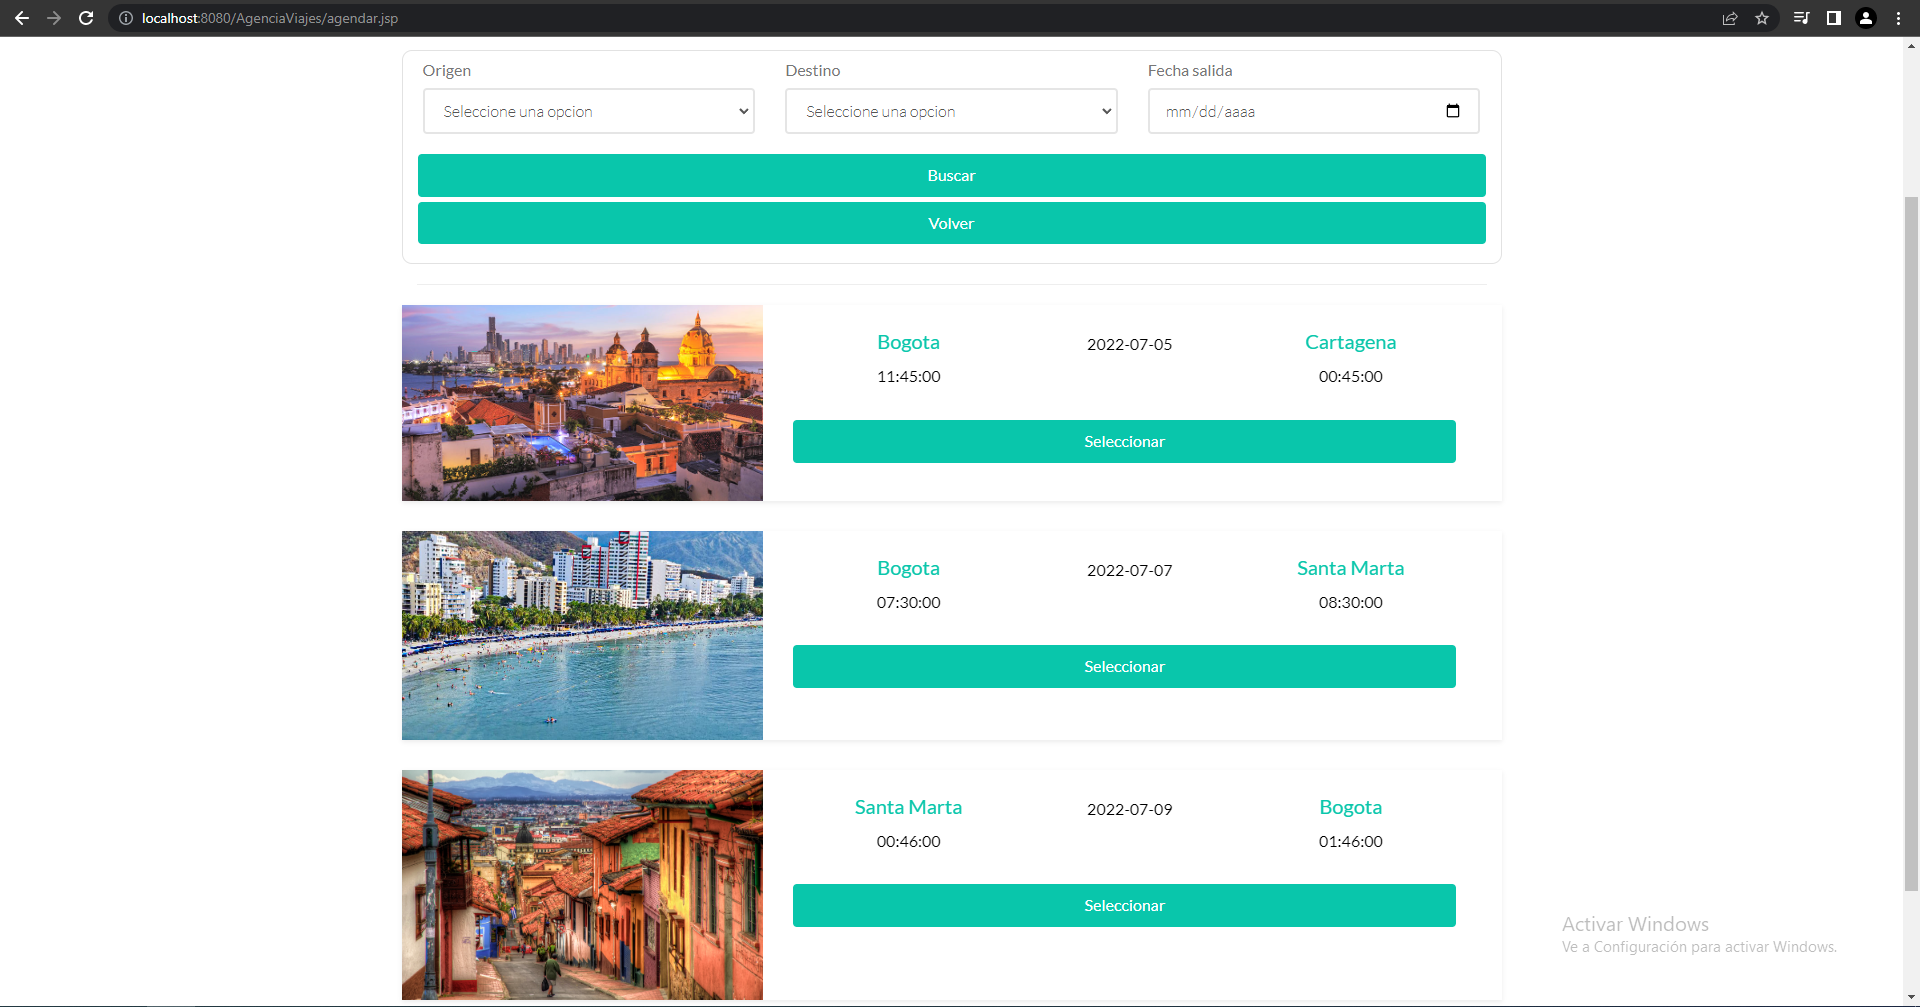 localhost:8080/AgenciaViajes/agendar.jsp
Origen
Destino
Fecha salida
Seleccione una opcion
Seleccione una opcion
mm/dd/aaaa
Buscar
Volver
Bogota
2022-07-05
Cartagena
11:45:00
00:45:00
Seleccionar
Bogota
2022-07-07
Santa Marta
07:30:00
08:30:00
Seleccionar
Santa Marta
2022-07-09
Bogota
00:46:00
01:46:00
Seleccionar
Activar Windows
Ve a Configuración para activar Windows.